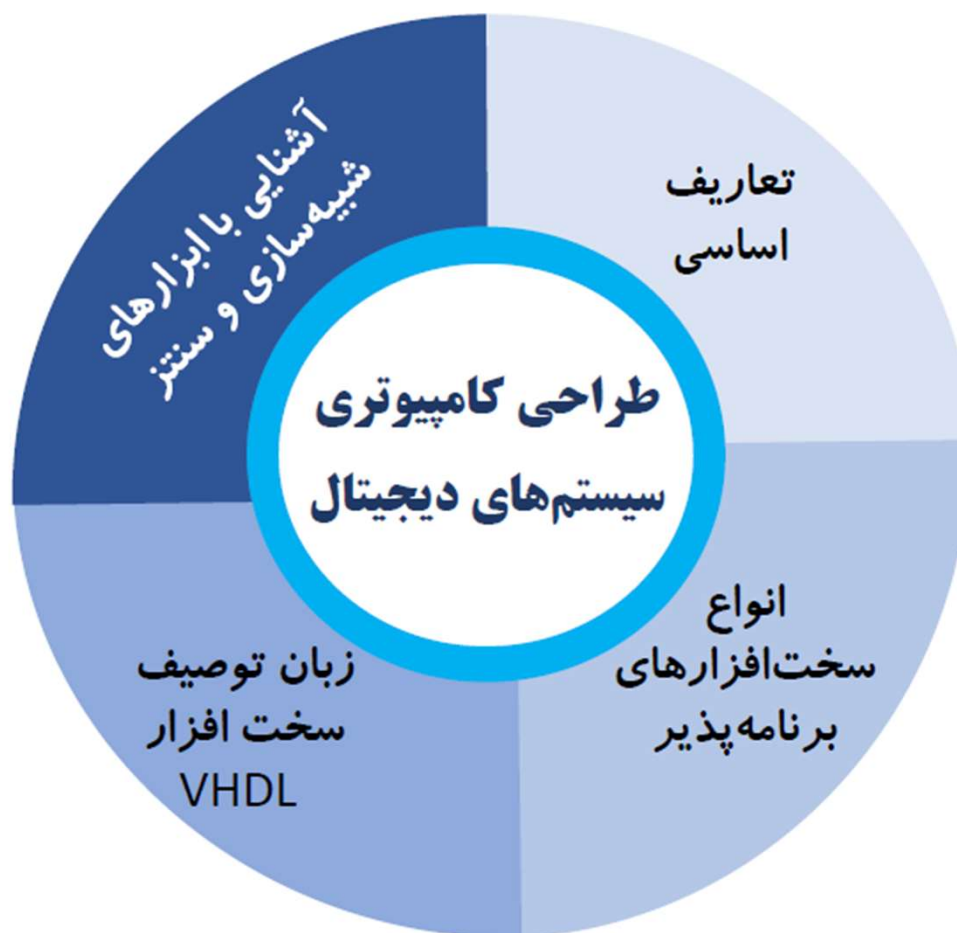 طراحی کامپیوتری
سیستم‌های دیجیتال
تعاریف
اساسی
انواع
سخت‌افزارهای
برنامه‌پذیر
زبان توصیف
سخت افزار
VHDL
آشنایی با ابزارهای
شبیه‌سازی و سنتز